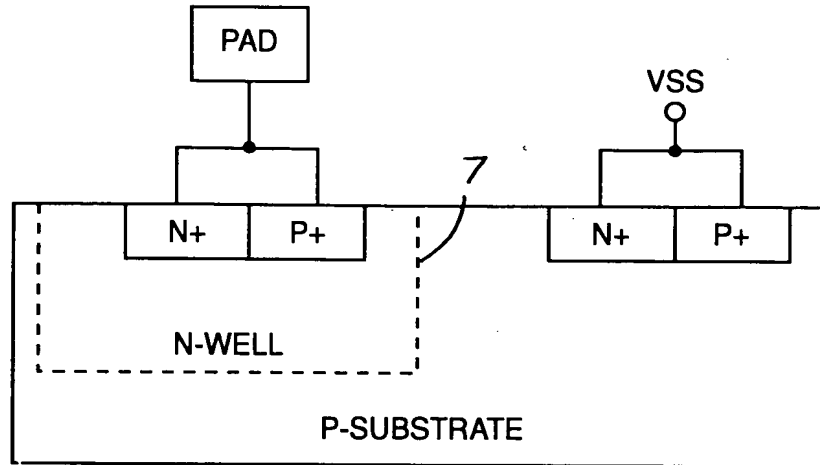 PAD
VSS
7
N+ P+ N+ P+
N-WELL
P-SUBSTRATE